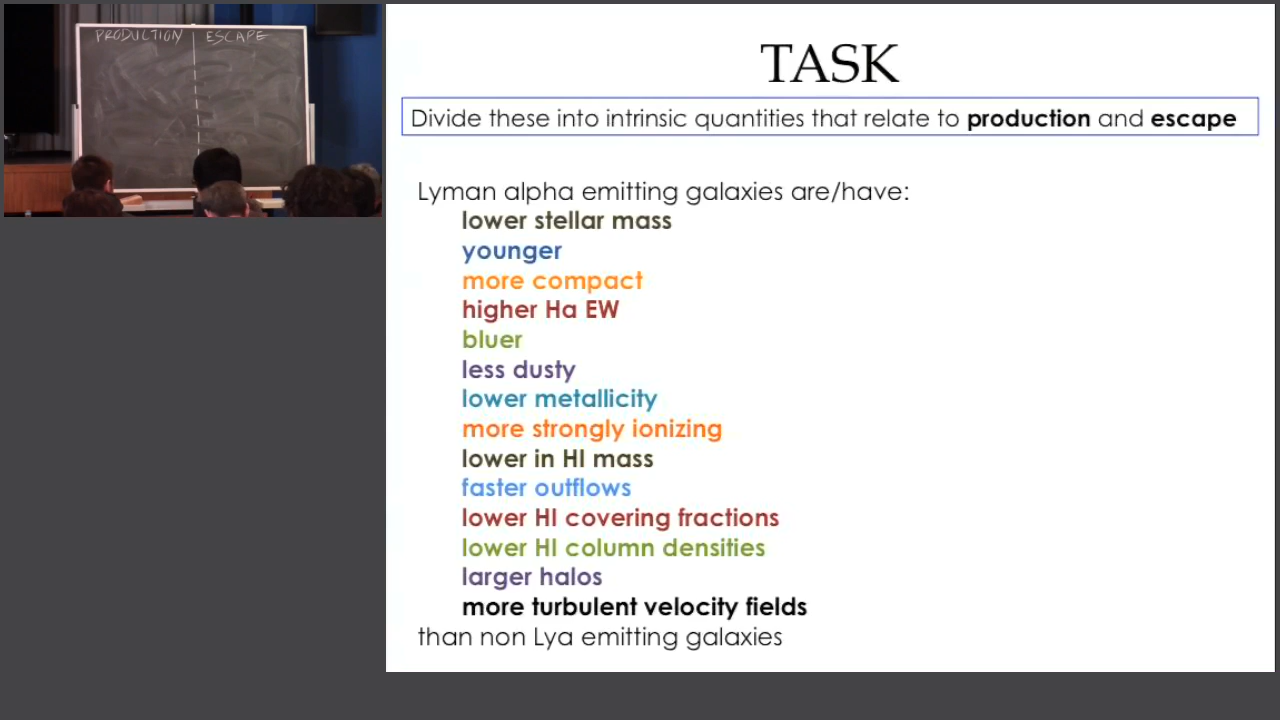 PRODUCTION ESCAPE
TASK
Divide these into intrinsic quantities that relate to production and escape
Lyman alpha emitting galaxies are/have:
lower stellar mass
younger
more compact
higher Ha EW
bluer
less dusty
lower metallicity
more strongly ionizing
lower in HI mass
faster outflows
lower HI covering fractions
lower HI column densities
larger halos
more turbulent velocity fields
than non Lya emitting galaxies